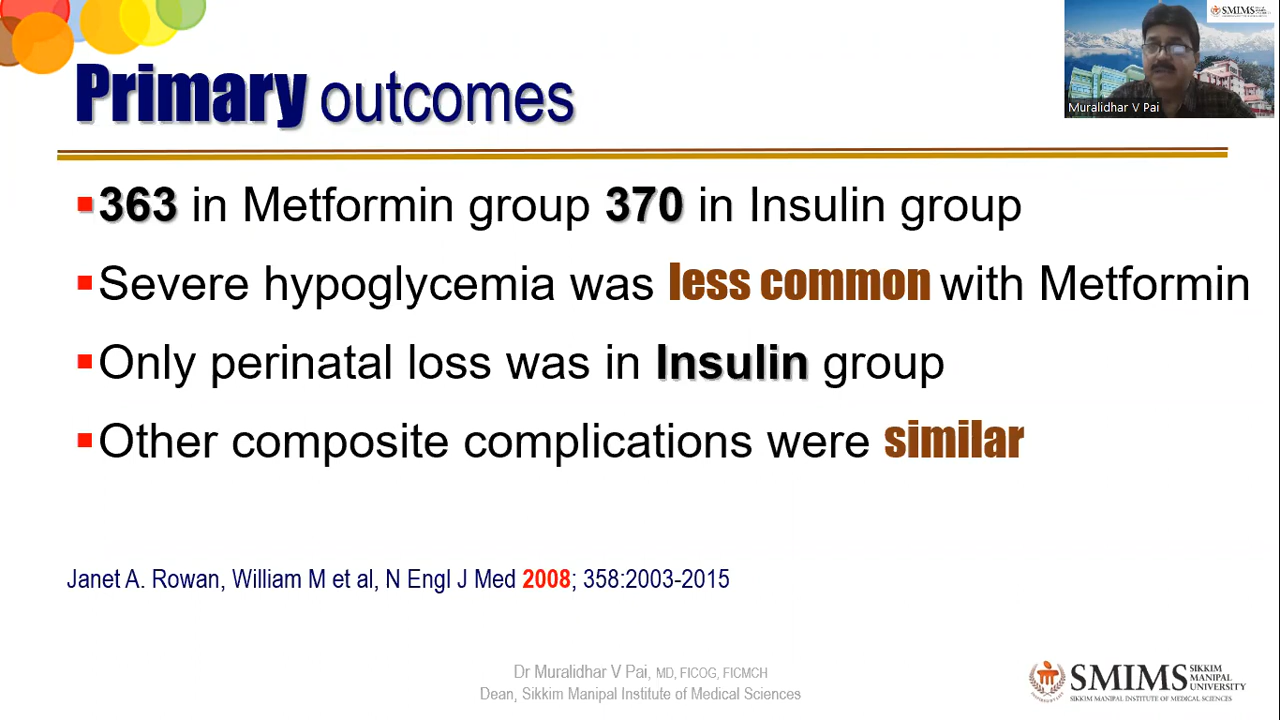 SMIMS
Muralidhar V Pai
Primary outcomes
363 in Metformin group 370 in Insulin group
Severe hypoglycemia was less common with Metformin
Only perinatal loss was in Insulin group
Other composite complications were similar
Janet A. Rowan, William M et al, N Engl J Med 2008; 358:2003-2015
Dr Muralidhar V Pai, MD, FICOG, FICMCH
Dean, Sikkim Manipal Institute of Medical Sciences
SMIMS SIKKIM MANIPAL UNIVERSITY
SIKKIM MANIPAL INSTITUTE OF MEDICAL SCIENCES